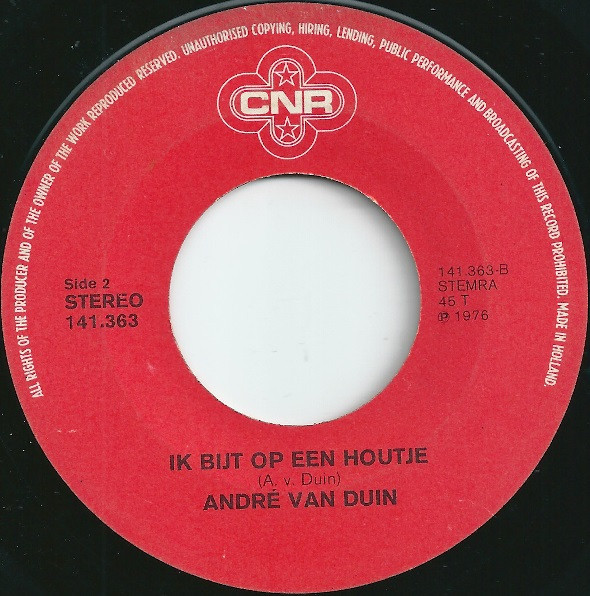 ALL RIGHTS OF THE PRODUCER AND OF THE OWNER OF THE WORK REPRODUCED RESERVED. UNAUTHORISED COPYING, HIRING, LENDING, PUBLIC PERFORMANCE AND BROADCASTING OF THIS RECORD PROHIBITED. MADE IN HOLLAND.
CNR
Side 2
STEREO
141.363
141.363-B
STEMRA
45 T
℗ 1976
IK BIJT OP EEN HOUTJE
(A. v. Duin)
ANDRÉ VAN DUIN